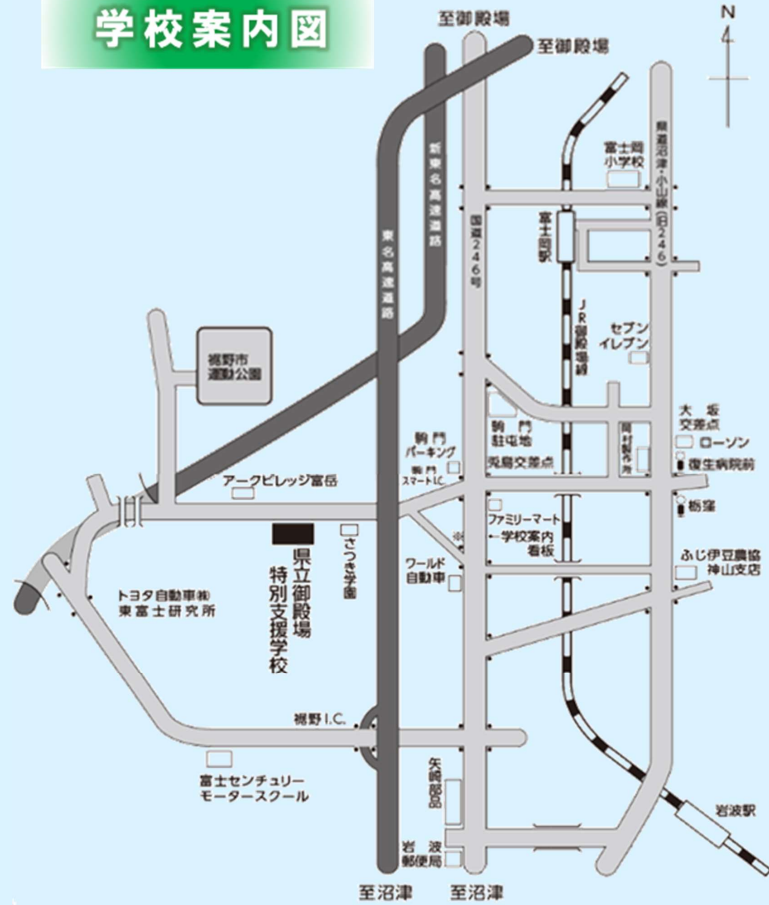 学校案内図
至御殿場
至御殿場
N
新東名高速道路
東名高速道路
国道246号
県道沼津・小山線(旧246)
富士岡
小学校
富士岡駅
JR御殿場線
セブン
イレブン
裾野市
運動公園
駒門
駐屯地
駒門
パーキング
駒門
スマートI.C.
兎島交差点
岡村製作所
大坂
交差点
ローソン
復生病院前
栃窪
アークビレッジ富岳
ファミリーマート
※
←学校案内
看板
さつき学園
県立御殿場
特別支援学校
ワールド
自動車
ふじ伊豆農協
神山支店
トヨタ自動車㈱
東富士研究所
裾野I.C.
富士センチュリー
モータースクール
矢崎部品
岩波
郵便局
岩波駅
至沼津
至沼津